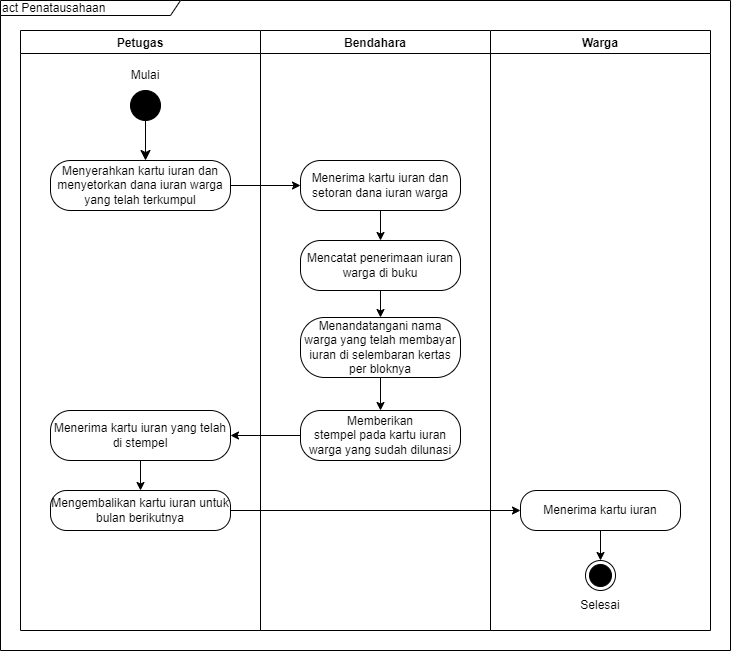 act Penatausahaan
Petugas
Bendahara
Warga
Mulai
Menyerahkan kartu iuran dan
menyetorkan dana iuran warga
yang telah terkumpul
Menerima kartu iuran dan
setoran dana iuran warga
Mencatat penerimaan iuran
warga di buku
Menandatangani nama
warga yang telah membayar
iuran di selembaran kertas
per bloknya
Memberikan
stempel pada kartu iuran
warga yang sudah dilunasi
Menerima kartu iuran yang telah
di stempel
Mengembalikan kartu iuran untuk
bulan berikutnya
Menerima kartu iuran
Selesai